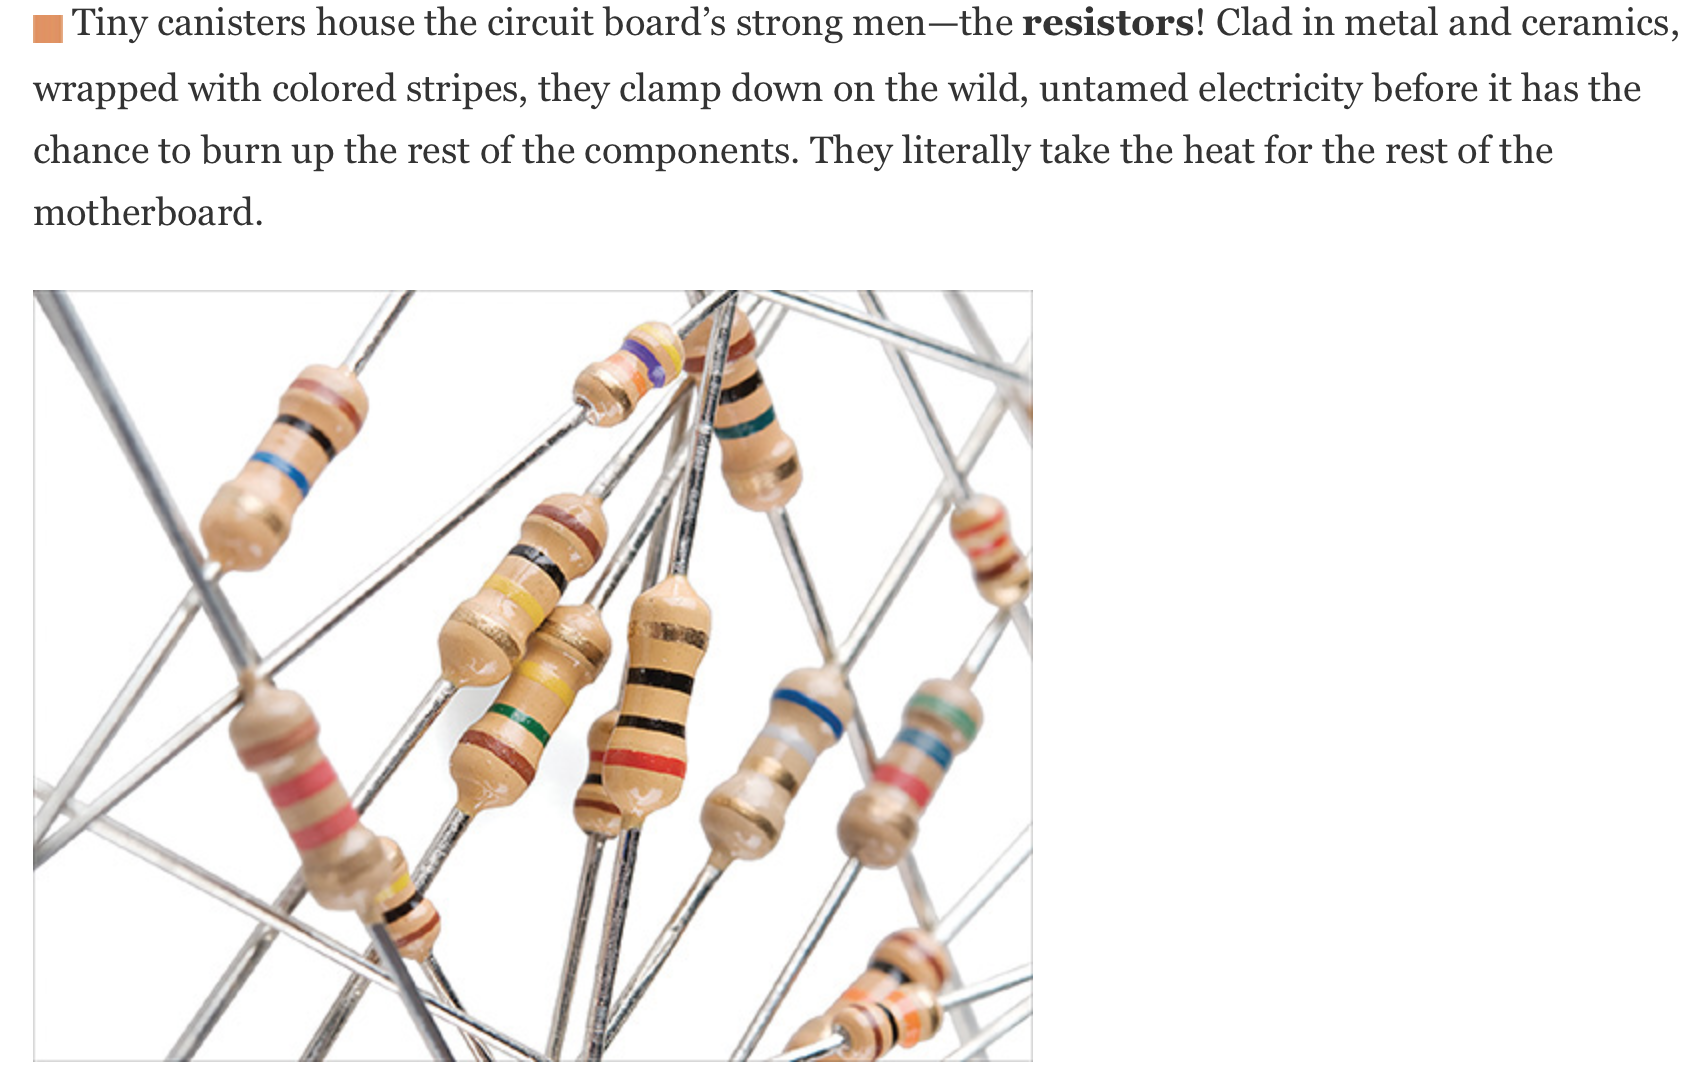 Tiny canisters house the circuit board’s strong men—the resistors! Clad in metal and ceramics,
wrapped with colored stripes, they clamp down on the wild, untamed electricity before it has the
chance to burn up the rest of the components. They literally take the heat for the rest of the
motherboard.